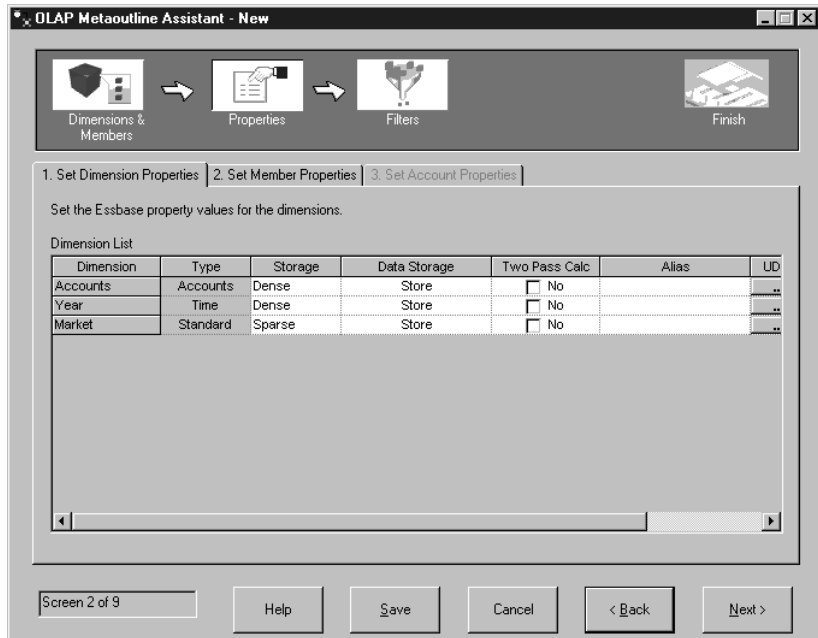 OLAP Metaoutline Assistant - New
Dimensions &
Members
Properties
Filters
Finish
1. Set Dimension Properties
2. Set Member Properties
3. Set Account Properties
Set the Essbase property values for the dimensions.
Dimension List
Dimension Type Storage Data Storage Two Pass Calc Alias UD
Accounts Accounts Dense Store No ..
Year Time Dense Store No ..
Market Standard Sparse Store No ..
Screen 2 of 9
Help
Save
Cancel
< Back
Next >